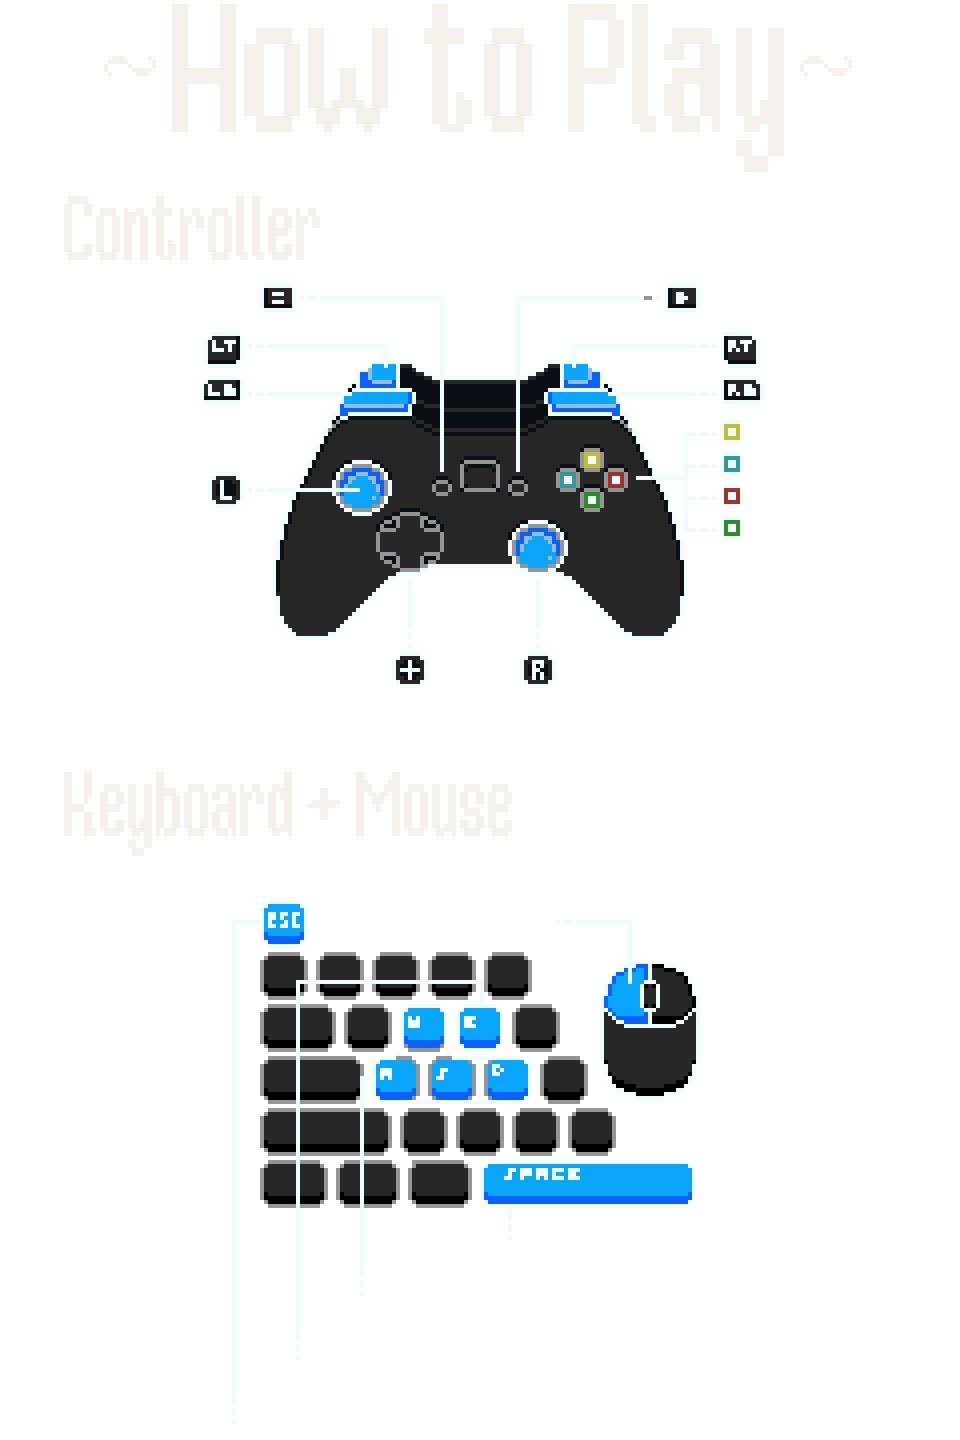 ~How to Play~
Controller
LT
RT
LB
RB
L
R
Keyboard + Mouse
ESC
W E
A S D
SPACE